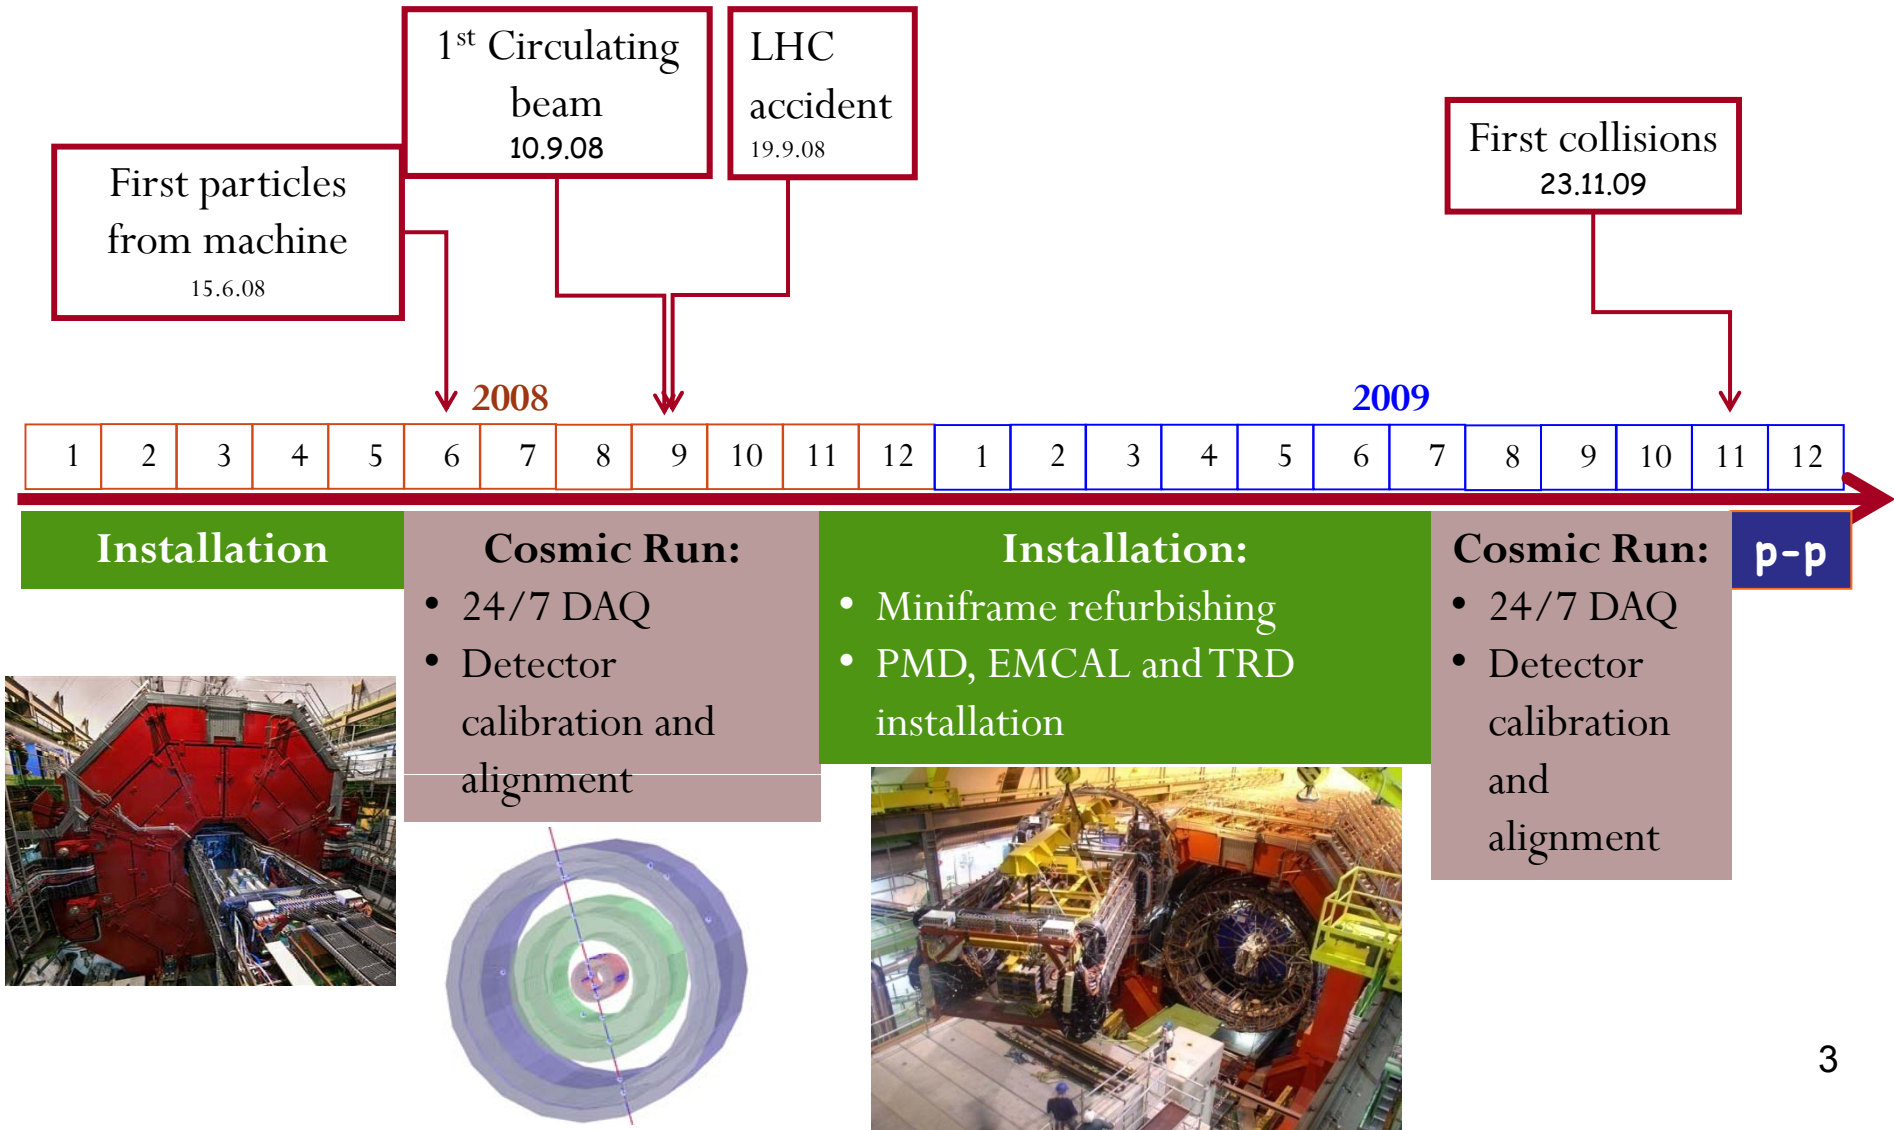 1st Circulating
beam
10.9.08
LHC
accident
19.9.08
First collisions
23.11.09
First particles
from machine
15.6.08
2008
2009
1 2 3 4 5 6 7 8 9 10 11 12 1 2 3 4 5 6 7 8 9 10 11 12
Installation
Cosmic Run:
• 24/7 DAQ
• Detector
calibration and
alignment
Installation:
• Miniframe refurbishing
• PMD, EMCAL and TRD
installation
Cosmic Run:
• 24/7 DAQ
• Detector
calibration
and
alignment
p-p
3